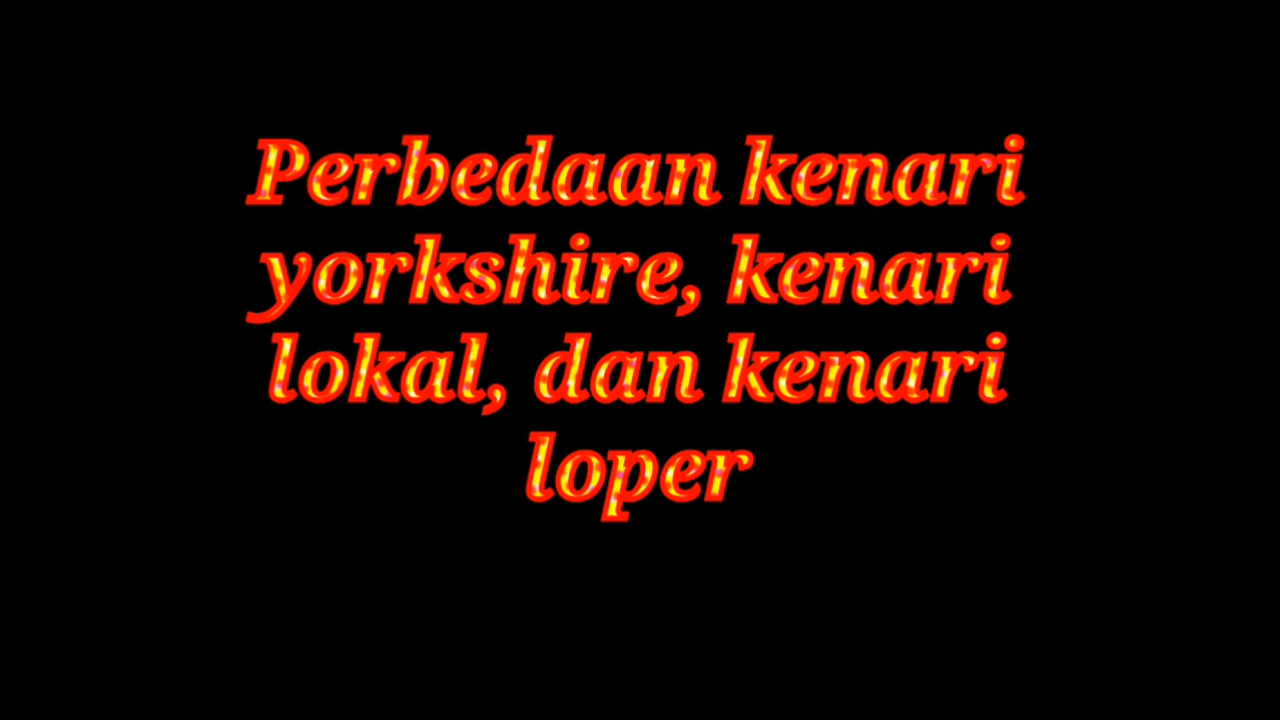 Perbedaan kenari
yorkshire, kenari
lokal, dan kenari
loper